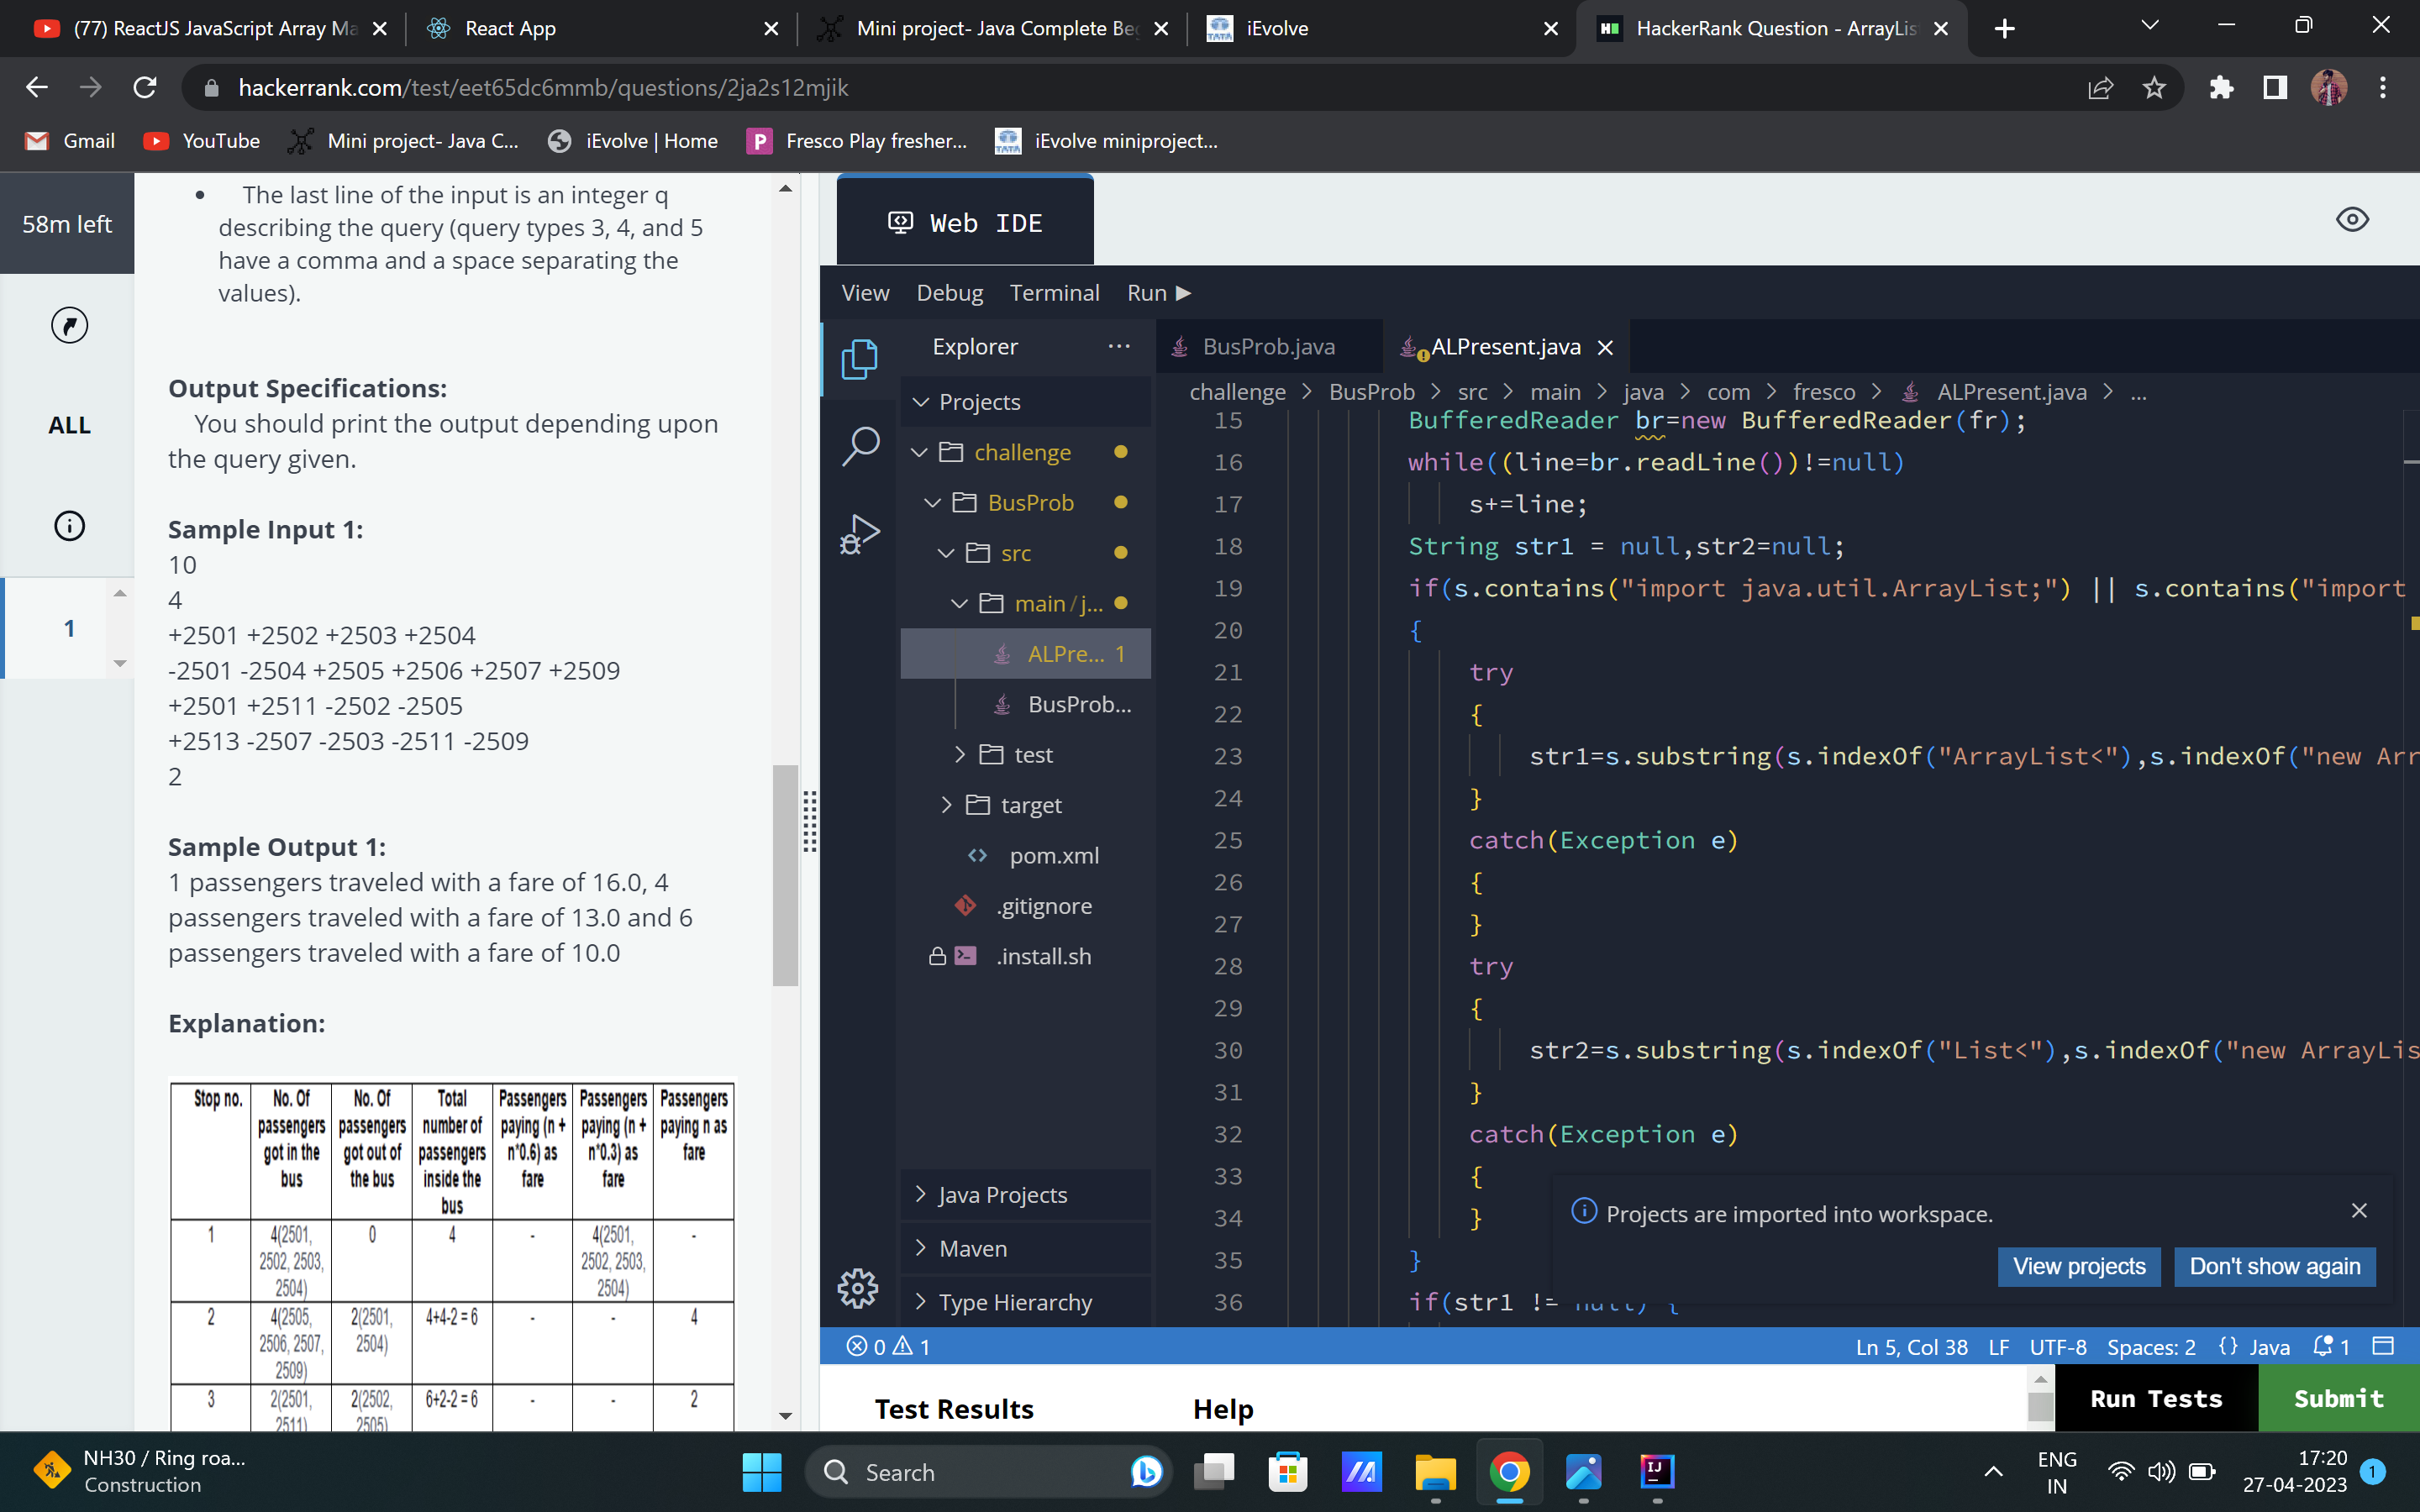 (77) ReactJS JavaScript Array Ma
React App
Mini project- Java Complete Beg
iEvolve
HackerRank Question - ArrayLis
hackerrank.com/test/eet65dc6mmb/questions/2ja2s12mjik
Gmail
YouTube
Mini project- Java C...
iEvolve | Home
Fresco Play fresher...
iEvolve miniproject...
58m left
ALL
1
The last line of the input is an integer q
describing the query (query types 3, 4, and 5
have a comma and a space separating the
values).
Output Specifications:
You should print the output depending upon
the query given.
Sample Input 1:
10
4
+2501 +2502 +2503 +2504
-2501 -2504 +2505 +2506 +2507 +2509
+2501 +2511 -2502 -2505
+2513 -2507 -2503 -2511 -2509
2
Sample Output 1:
1 passengers traveled with a fare of 16.0, 4
passengers traveled with a fare of 13.0 and 6
passengers traveled with a fare of 10.0
Explanation:
Stop no. No. Of passengers got in the bus No. Of passengers got out of the bus Total number of passengers inside the bus Passengers paying (n + n*0.6) as fare Passengers paying (n + n*0.3) as fare Passengers paying n as fare
1 4(2501, 2502, 2503, 2504) 0 4 - 4(2501, 2502, 2503, 2504) -
2 4(2505, 2506, 2507, 2509) 2(2501, 2504) 4+4-2 = 6 - - 4
3 2(2501, 2511) 2(2502, 2505) 6+2-2 = 6 - - 2
Web IDE
View Debug Terminal Run
Explorer
Projects
challenge
BusProb
src
main / j...
ALPre... 1
BusProb...
test
target
pom.xml
.gitignore
.install.sh
Java Projects
Maven
Type Hierarchy
BusProb.java
ALPresent.java
challenge > BusProb > src > main > java > com > fresco > ALPresent.java > ...
15 BufferedReader br=new BufferedReader(fr);
16 while((line=br.readLine())!=null)
17 s+=line;
18 String str1 = null,str2=null;
19 if(s.contains("import java.util.ArrayList;") || s.contains("import
20 {
21 try
22 {
23 str1=s.substring(s.indexOf("ArrayList<"),s.indexOf("new Arr
24 }
25 catch(Exception e)
26 {
27 }
28 try
29 {
30 str2=s.substring(s.indexOf("List<"),s.indexOf("new ArrayLis
31 }
32 catch(Exception e)
33 {
34 }
35 }
36 if(str1 != null) {
Projects are imported into workspace.
View projects
Don't show again
0 1
Ln 5, Col 38 LF UTF-8 Spaces: 2 {} Java 1
Test Results
Help
Run Tests
Submit
NH30 / Ring roa...
Construction
Search
ENG
IN
17:20
27-04-2023
1